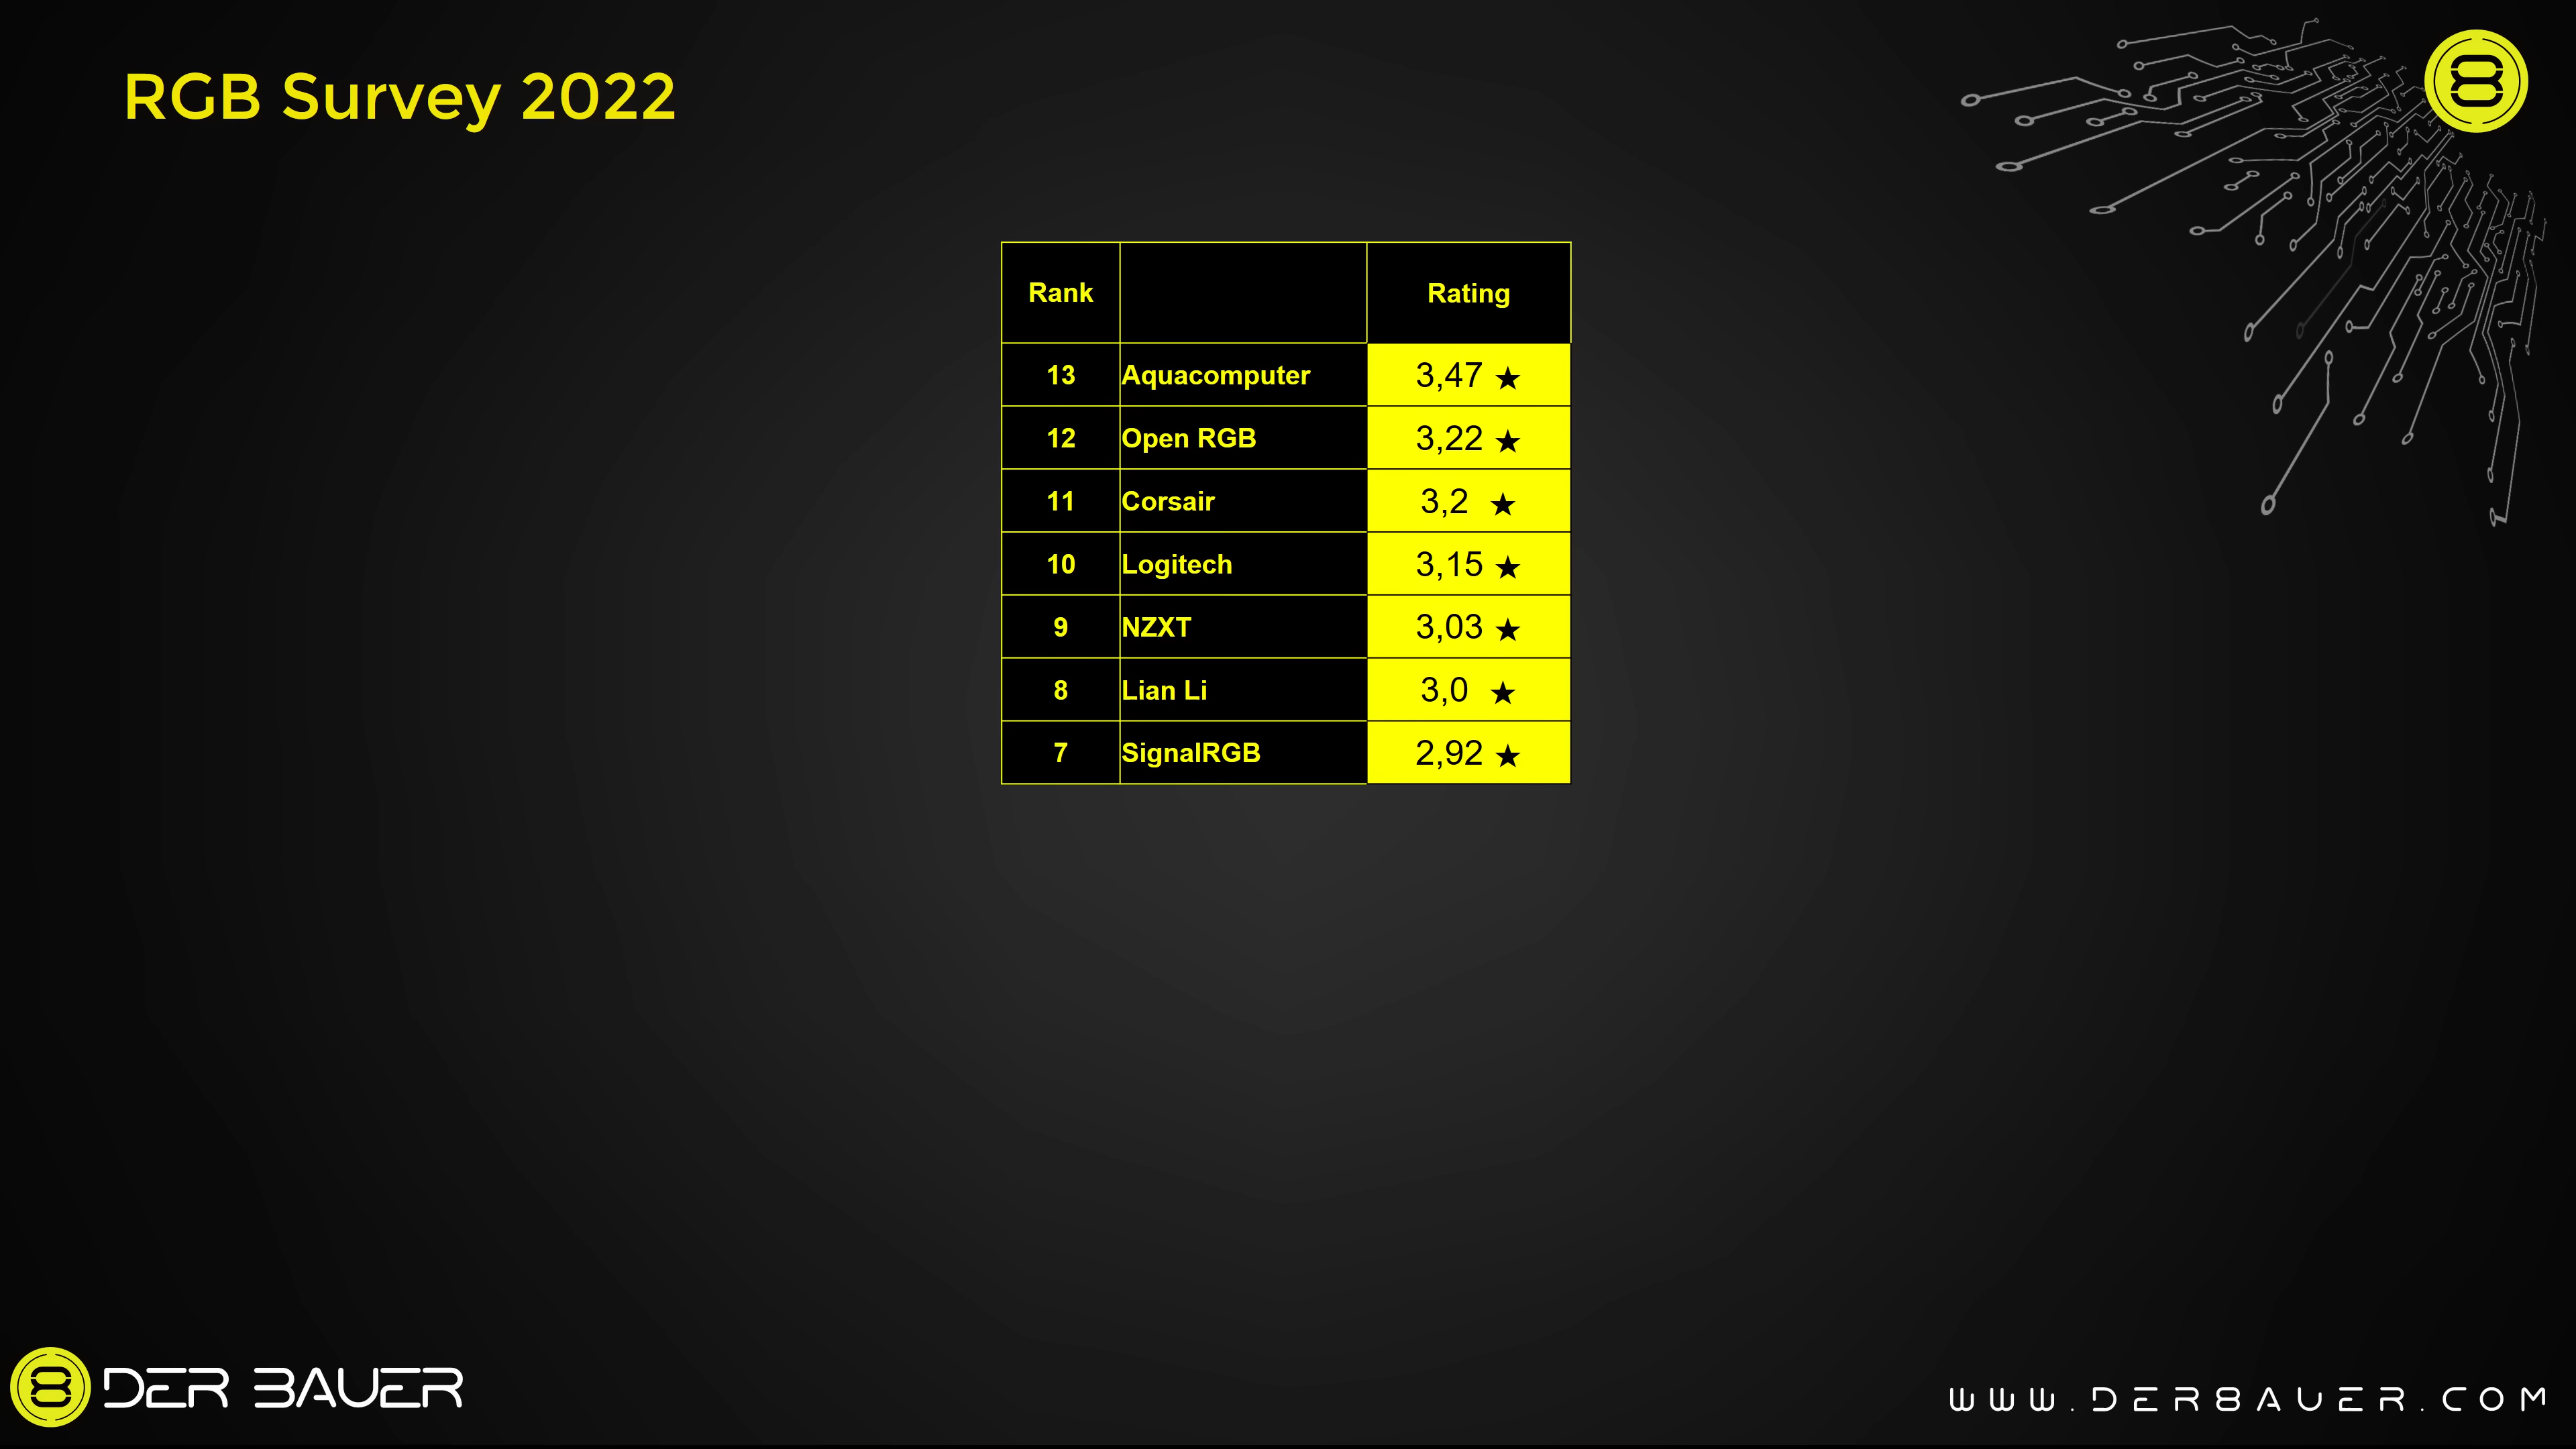 RGB Survey 2022
Rank Rating
13 Aquacomputer 3,47 ★
12 Open RGB 3,22 ★
11 Corsair 3,2 ★
10 Logitech 3,15 ★
9 NZXT 3,03 ★
8 Lian Li 3,0 ★
7 SignalRGB 2,92 ★
DER 8AUER
WWW.DER8AUER.COM